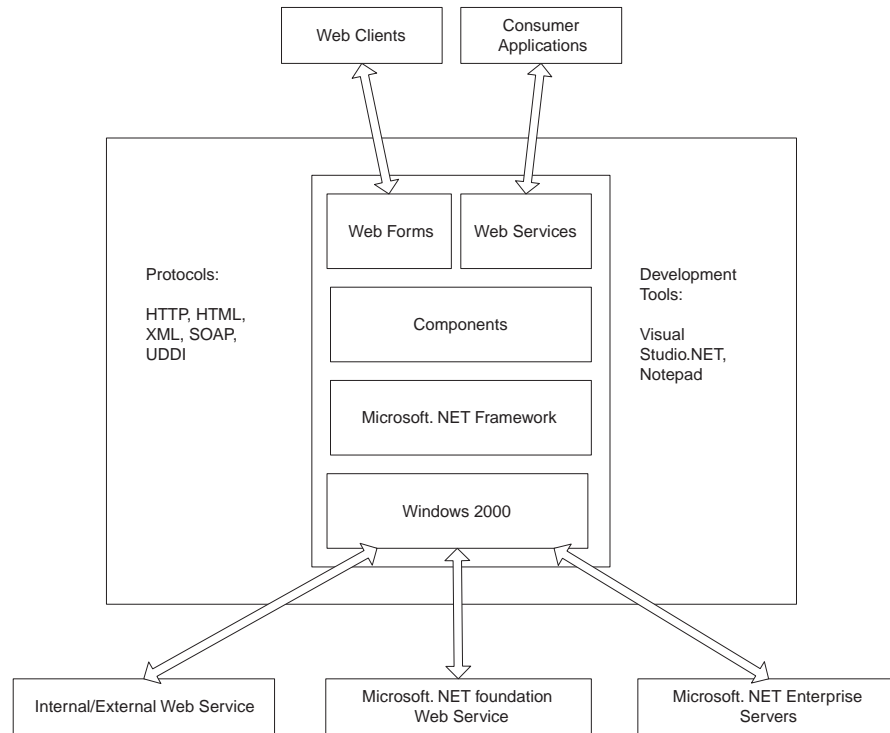 Web Clients
Consumer
Applications
Web Forms
Web Services
Protocols:
HTTP, HTML,
XML, SOAP,
UDDI
Development
Tools:
Visual
Studio.NET,
Notepad
Components
Microsoft. NET Framework
Windows 2000
Internal/External Web Service
Microsoft. NET foundation
Web Service
Microsoft. NET Enterprise
Servers